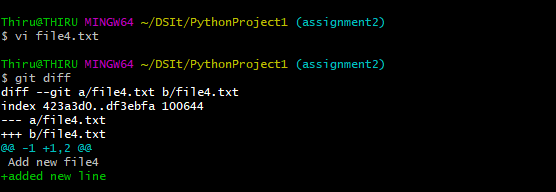 Thiru@THIRU MINGW64 ~/DSIt/PythonProject1 (assignment2)
$ vi file4.txt
Thiru@THIRU MINGW64 ~/DSIt/PythonProject1 (assignment2)
$ git diff
diff --git a/file4.txt b/file4.txt
index 423a3d0..df3ebfa 100644
--- a/file4.txt
+++ b/file4.txt
@@ -1 +1,2 @@
 Add new file4
+added new line